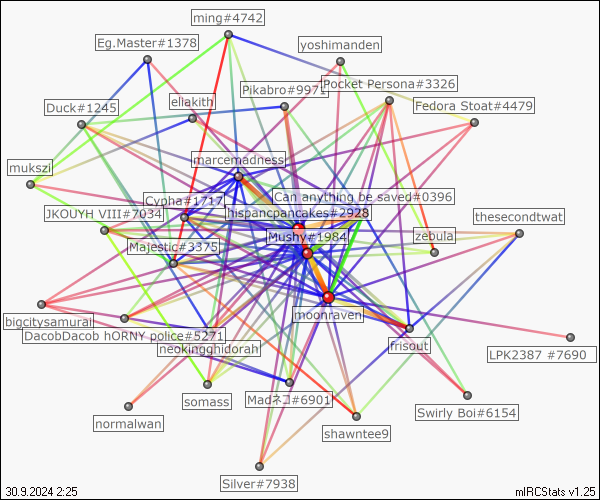 ming#4742
Eg.Master#1378
yoshimanden
Pikabro#9971
Pocket Persona#3326
Duck#1245
eliakith
Fedora Stoat#4479
marcemadness
mukszi
Cypha#1717
Can anything be saved#0396
JKOUYH VIII#7034
hispancpancakes#2928
thesecondtwat
Mushy#1984
zebula
Majestic#3375
moonraven
bigcitysamurai
DacobDacob hORNY police#5271
neokingghidorah
frisout
LPK2387 #7690
somass
Madネコ#6901
Swirly Boi#6154
normalwan
shawntee9
Silver#7938
30.9.2024 2:25
mIRCStats v1.25